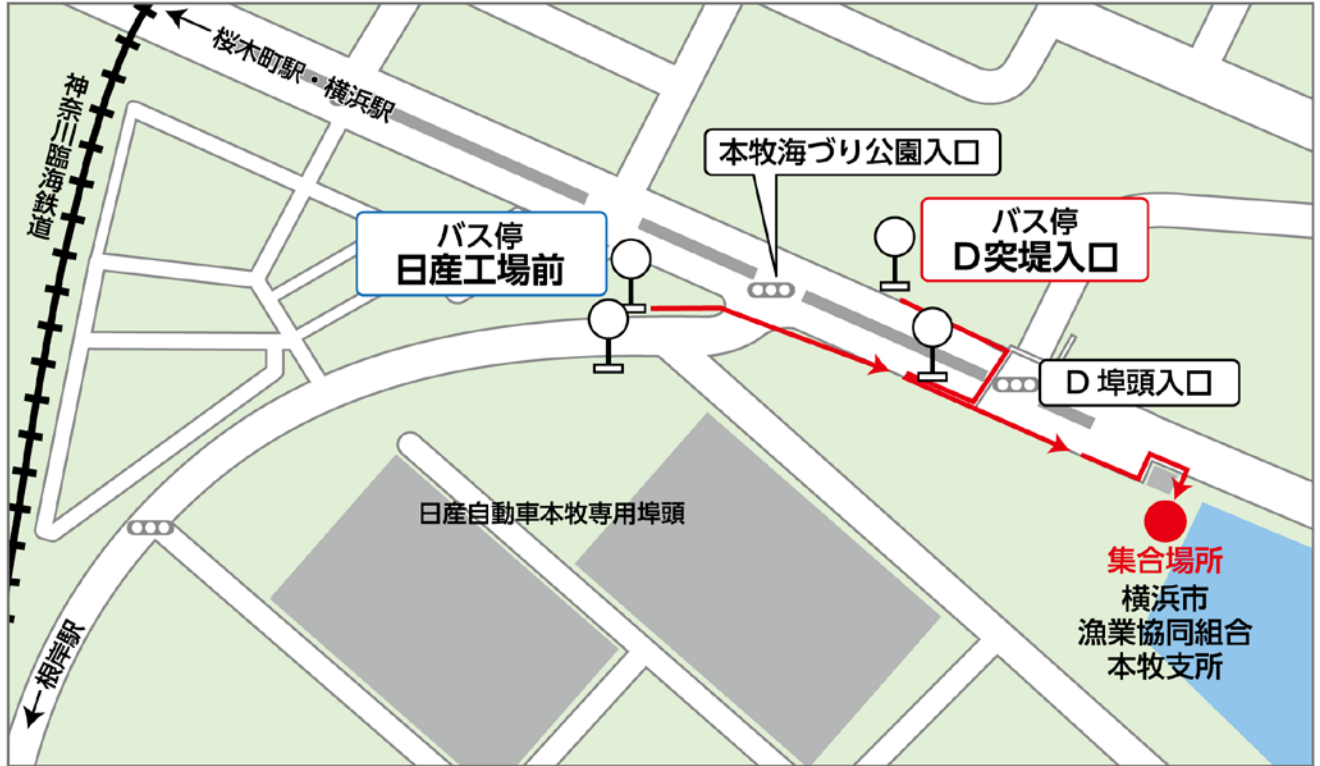 ←桜木町駅・横浜駅
神奈川臨海鉄道
本牧海づり公園入口
バス停
日産工場前
バス停
D突堤入口
D埠頭入口
日産自動車本牧専用埠頭
集合場所
横浜市
漁業協同組合
本牧支所
←根岸駅